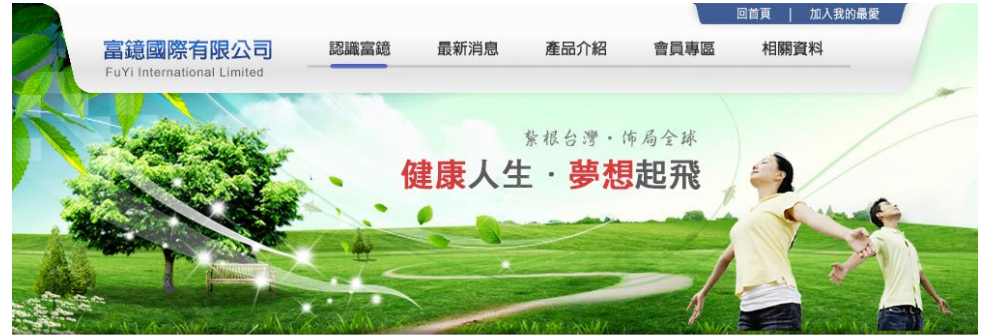 回首頁 | 加入我的最愛
富鐿國際有限公司
FuYi International Limited
認識富鐿 最新消息 產品介紹 會員專區 相關資料
紮根台灣・佈局全球
健康人生・夢想起飛